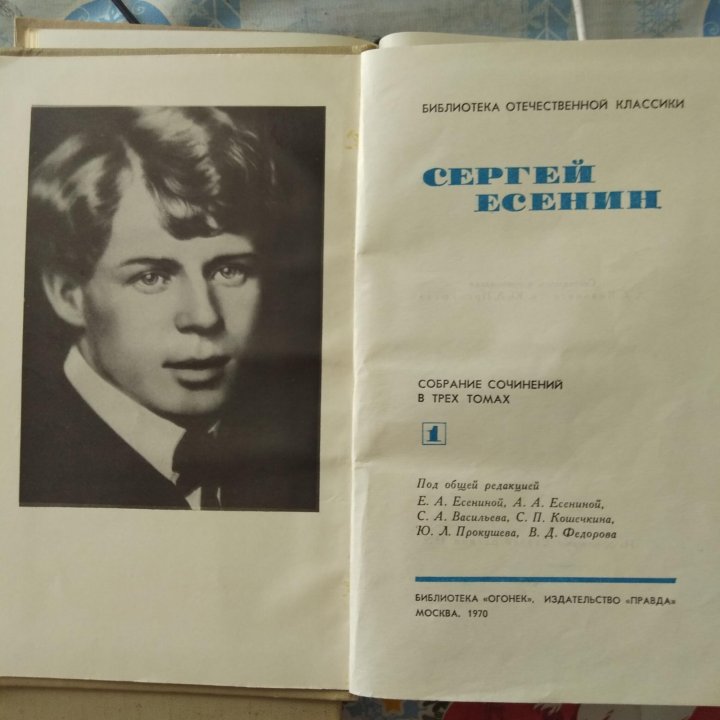 БИБЛИОТЕКА ОТЕЧЕСТВЕННОЙ КЛАССИКИ
СЕРГЕЙ
ЕСЕНИН
СОБРАНИЕ СОЧИНЕНИЙ
В ТРЕХ ТОМАХ
1
Под общей редакцией
Е. А. Есениной, А. А. Есениной,
С. А. Васильева, С. П. Кошечкина,
Ю. Л. Прокушева, В. Д. Федорова
БИБЛИОТЕКА «ОГОНЕК». ИЗДАТЕЛЬСТВО «ПРАВДА»
МОСКВА. 1970